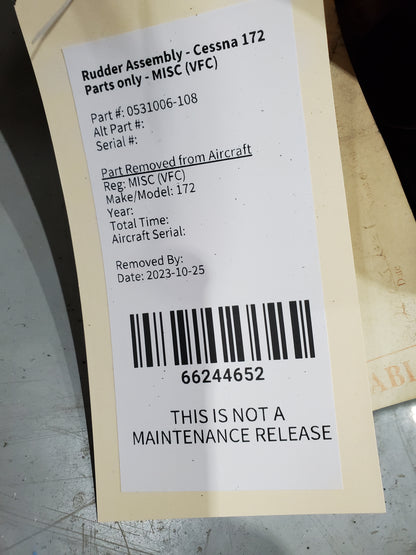 Rudder Assembly - Cessna 172
Parts only - MISC (VFC)
Part #: 0531006-108
Alt Part #:
Serial #:
Part Removed from Aircraft
Reg: MISC (VFC)
Make/Model: 172
Year:
Total Time:
Aircraft Serial:
Removed By:
Date: 2023-10-25
66244652
THIS IS NOT A
MAINTENANCE RELEASE
ABL